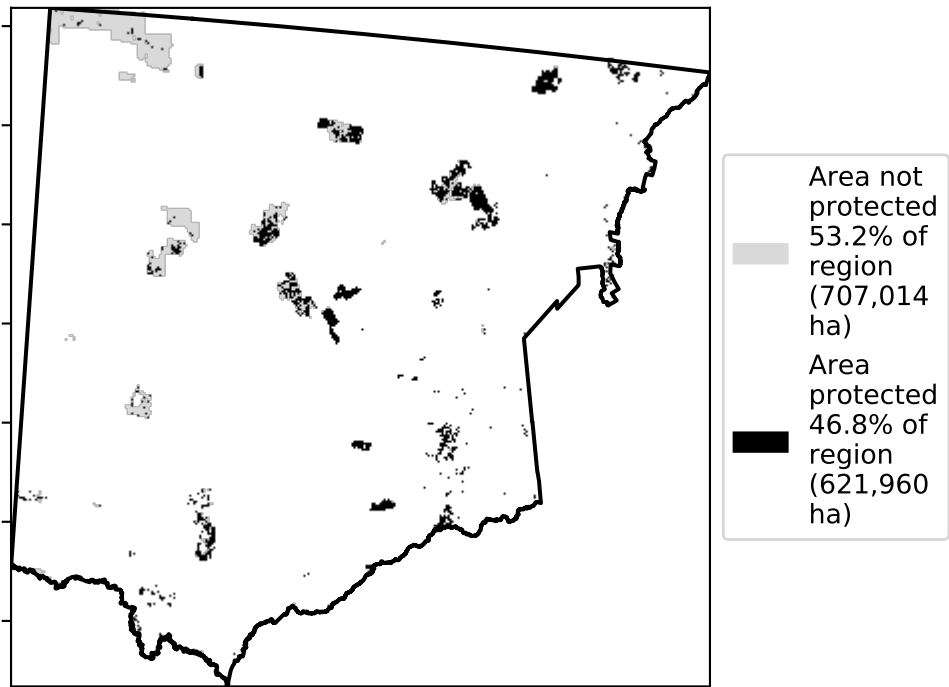 Area not
protected
53.2% of
region
(707,014
ha)
Area
protected
46.8% of
region
(621,960
ha)